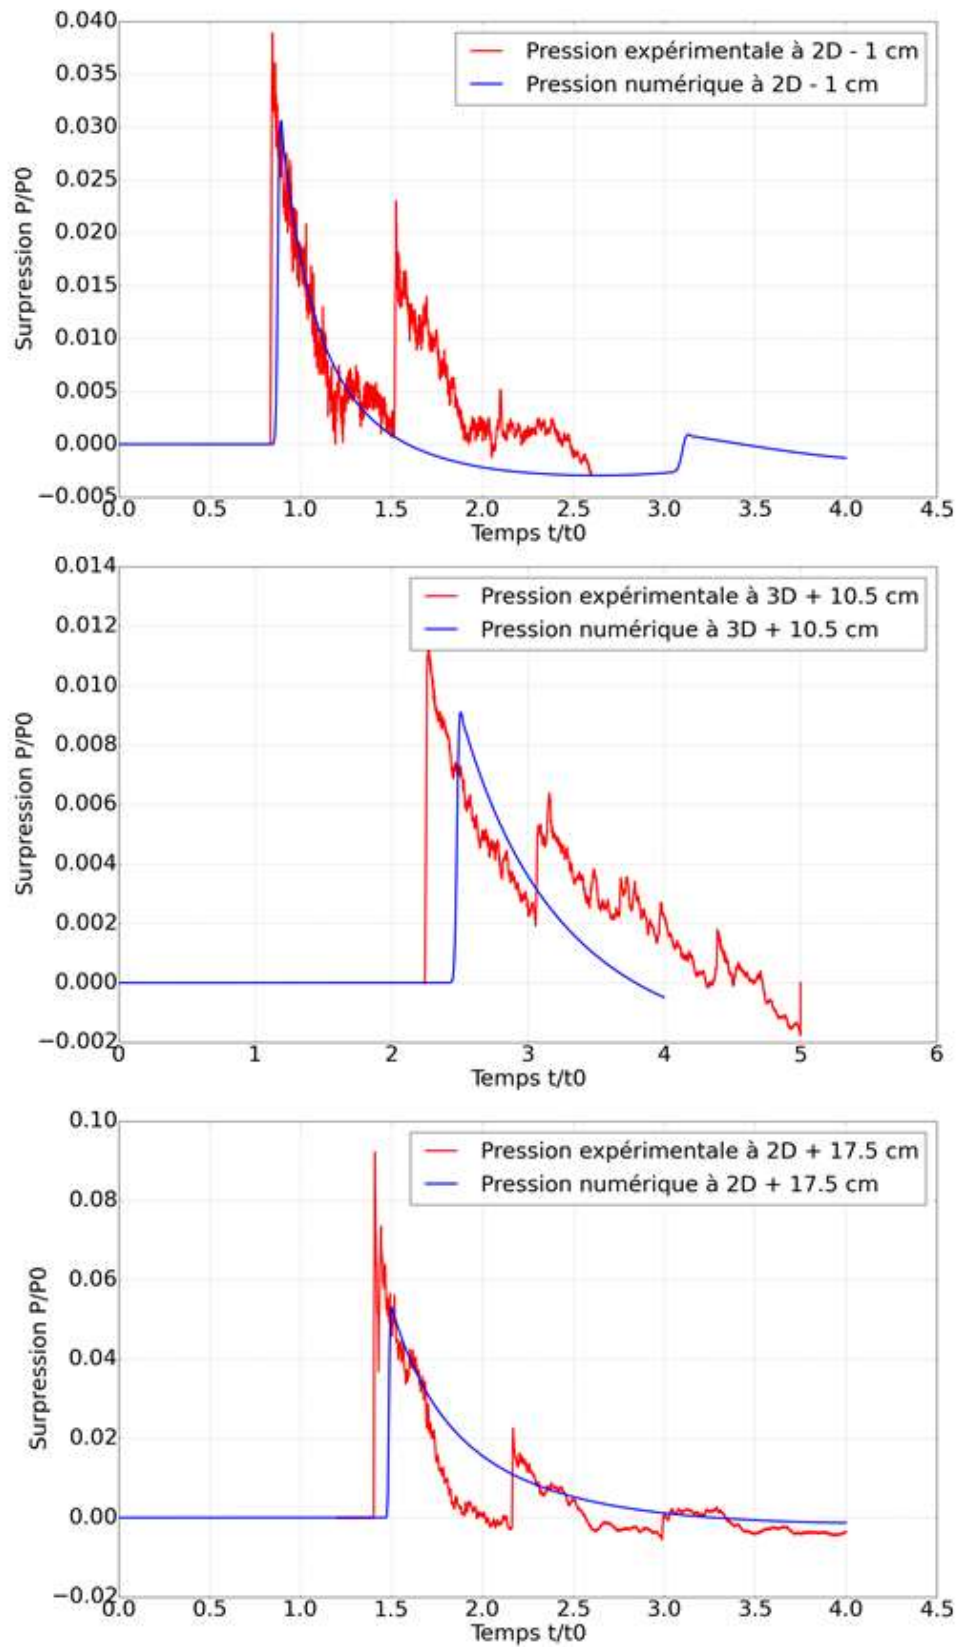 0.040
0.035
0.030
0.025
0.020
0.015
0.010
0.005
0.000
−0.005
Surpression P/P0
Pression expérimentale à 2D - 1 cm
Pression numérique à 2D - 1 cm
0.0 0.5 1.0 1.5 2.0 2.5 3.0 3.5 4.0 4.5
Temps t/t0
0.014
0.012
0.010
0.008
0.006
0.004
0.002
0.000
−0.002
Surpression P/P0
Pression expérimentale à 3D + 10.5 cm
Pression numérique à 3D + 10.5 cm
0 1 2 3 4 5 6
Temps t/t0
0.10
0.08
0.06
0.04
0.02
0.00
−0.02
Surpression P/P0
Pression expérimentale à 2D + 17.5 cm
Pression numérique à 2D + 17.5 cm
0.0 0.5 1.0 1.5 2.0 2.5 3.0 3.5 4.0 4.5
Temps t/t0